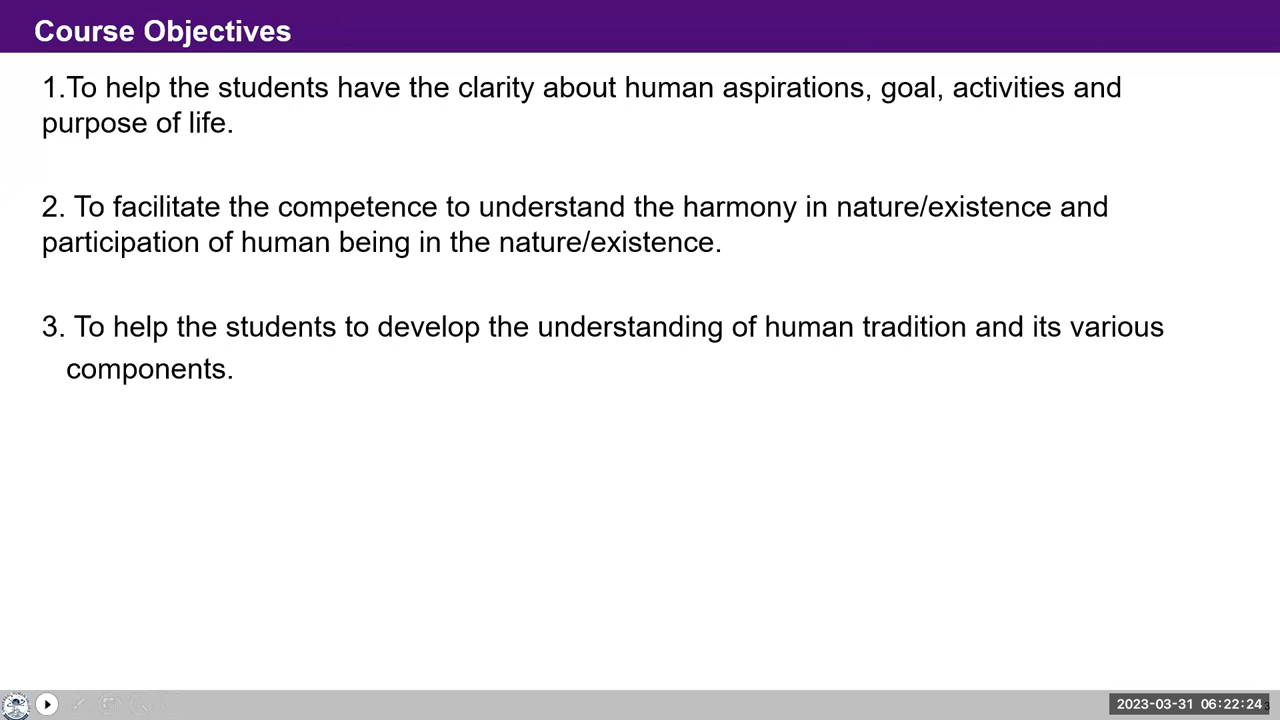 Course Objectives
1.To help the students have the clarity about human aspirations, goal, activities and
purpose of life.
2. To facilitate the competence to understand the harmony in nature/existence and
participation of human being in the nature/existence.
3. To help the students to develop the understanding of human tradition and its various
components.
2023-03-31 06:22:24
3